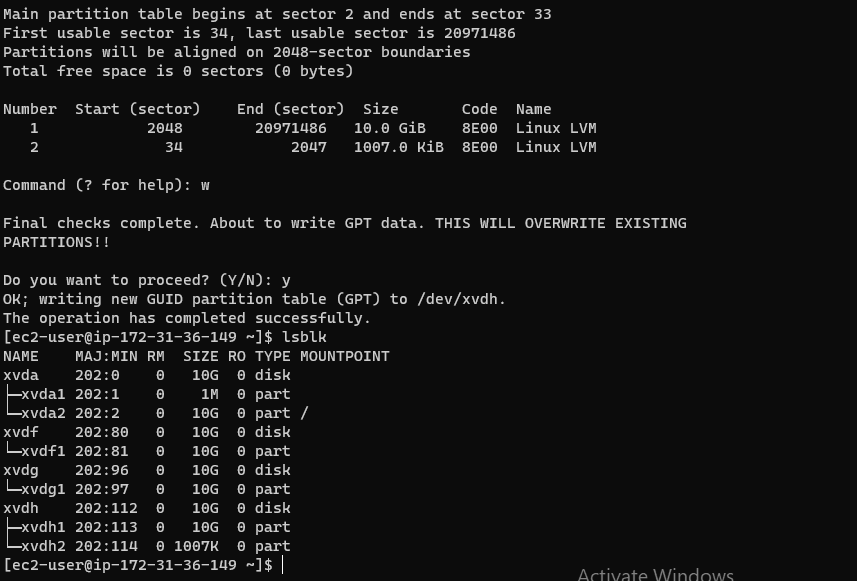 Main partition table begins at sector 2 and ends at sector 33
First usable sector is 34, last usable sector is 20971486
Partitions will be aligned on 2048-sector boundaries
Total free space is 0 sectors (0 bytes)

Number  Start (sector)    End (sector)  Size       Code  Name
   1            2048        20971486   10.0 GiB    8E00  Linux LVM
   2              34            2047   1007.0 KiB  8E00  Linux LVM

Command (? for help): w

Final checks complete. About to write GPT data. THIS WILL OVERWRITE EXISTING
PARTITIONS!!

Do you want to proceed? (Y/N): y
OK; writing new GUID partition table (GPT) to /dev/xvdh.
The operation has completed successfully.
[ec2-user@ip-172-31-36-149 ~]$ lsblk
NAME    MAJ:MIN RM  SIZE RO TYPE MOUNTPOINT
xvda    202:0    0   10G  0 disk
├─xvda1 202:1    0    1M  0 part
└─xvda2 202:2    0   10G  0 part /
xvdf    202:80   0   10G  0 disk
└─xvdf1 202:81   0   10G  0 part
xvdg    202:96   0   10G  0 disk
└─xvdg1 202:97   0   10G  0 part
xvdh    202:112  0   10G  0 disk
├─xvdh1 202:113  0   10G  0 part
└─xvdh2 202:114  0 1007K  0 part
[ec2-user@ip-172-31-36-149 ~]$
Activate Windows